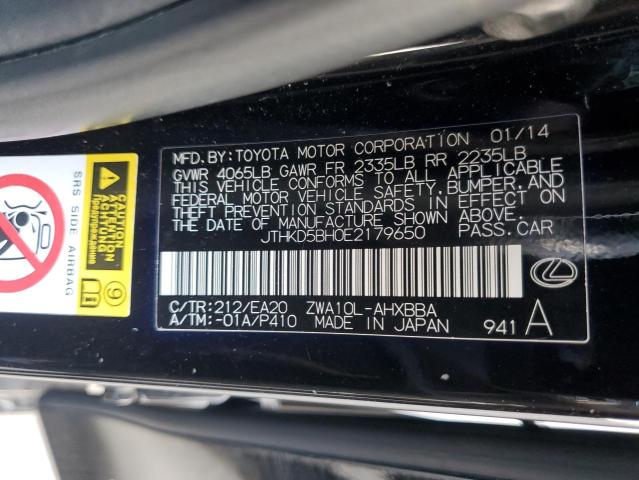 MFD. BY: TOYOTA MOTOR CORPORATION 01/14
GVWR 4065LB GAWR FR 2335LB RR 2235LB
THIS VEHICLE CONFORMS TO ALL APPLICABLE
FEDERAL MOTOR VEHICLE SAFETY, BUMPER, AND
THEFT PREVENTION STANDARDS IN EFFECT ON
THE DATE OF MANUFACTURE SHOWN ABOVE.
JTHKD5BH0E2179650 PASS. CAR
C/TR: 212/EA20 ZWA10L-AHXBBA
A/TM: -01A/P410 MADE IN JAPAN 941 A
SRS SIDE AIRBAG
9